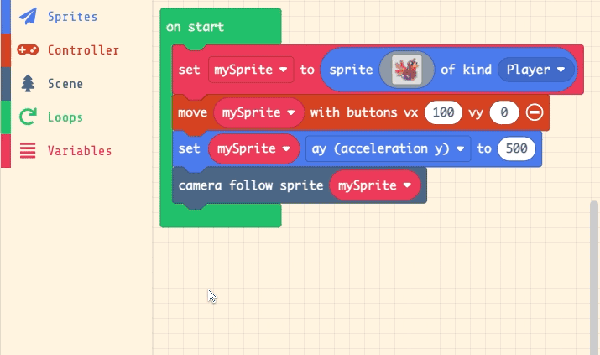 Sprites
Controller
Scene
Loops
Variables
on start
set mySprite to sprite of kind Player
move mySprite with buttons vx 100 vy 0
set mySprite ay (acceleration y) to 500
camera follow sprite mySprite